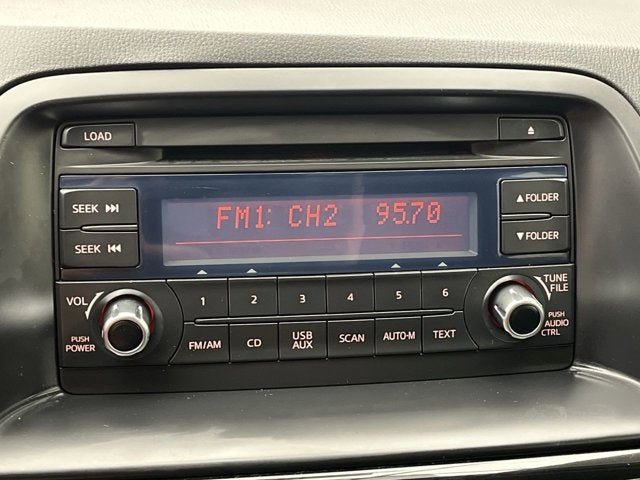 LOAD
SEEK
SEEK
FM1: CH2 95.70
▲FOLDER
▼FOLDER
VOL
PUSH
POWER
1 2 3 4 5 6
FM/AM CD USB AUX SCAN AUTO-M TEXT
TUNE
FILE
PUSH
AUDIO
CTRL